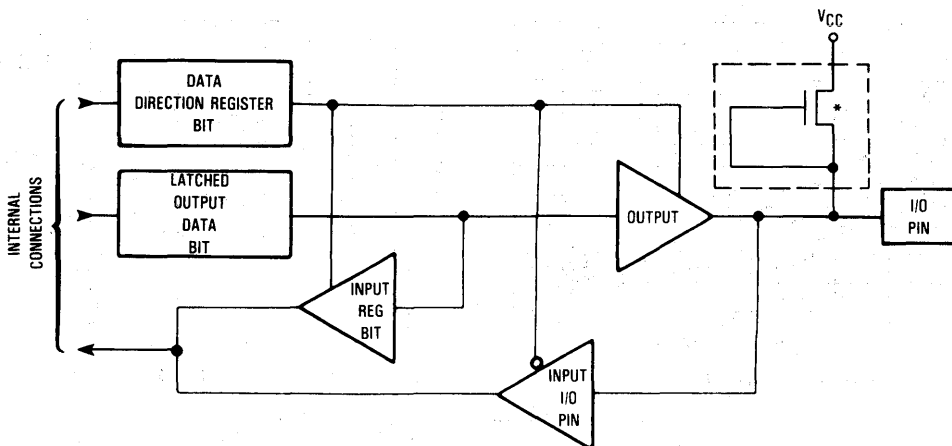 VCC
DATA
DIRECTION REGISTER
BIT
*
LATCHED
OUTPUT
DATA
BIT
INTERNAL
CONNECTIONS
OUTPUT
I/O
PIN
INPUT
REG
BIT
INPUT
I/O
PIN